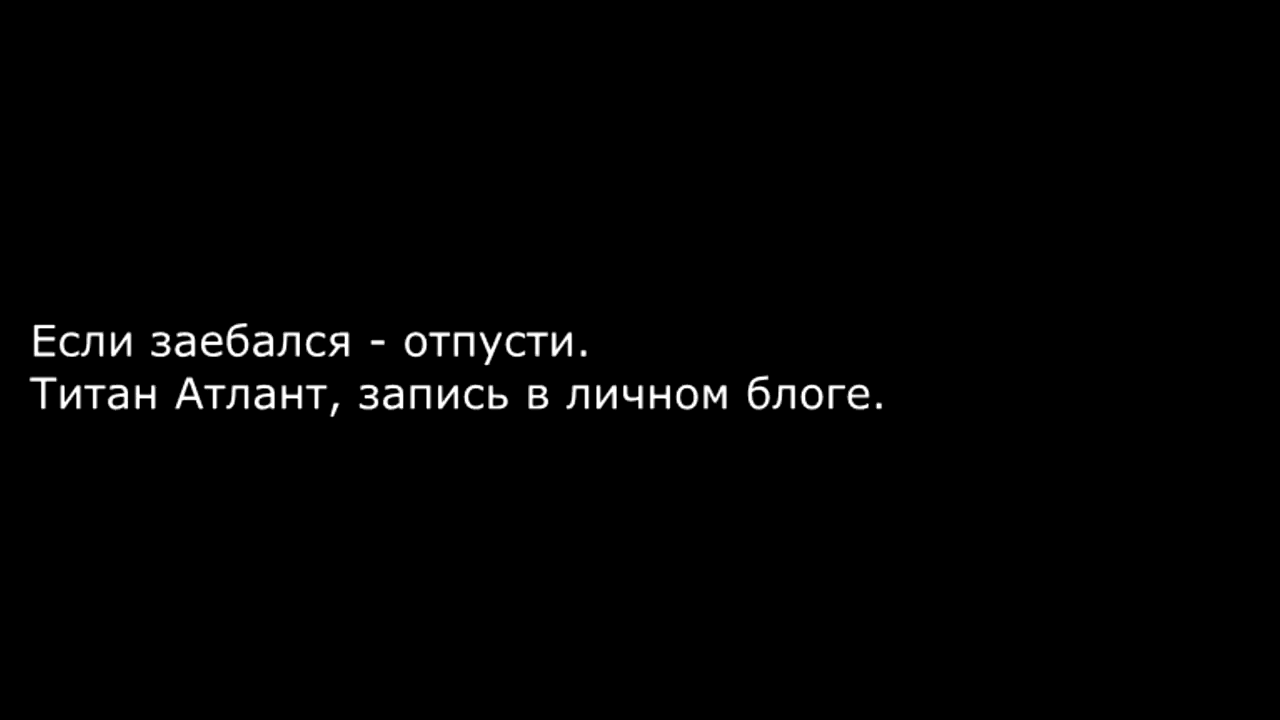 Если заебался - отпусти.
Титан Атлант, запись в личном блоге.